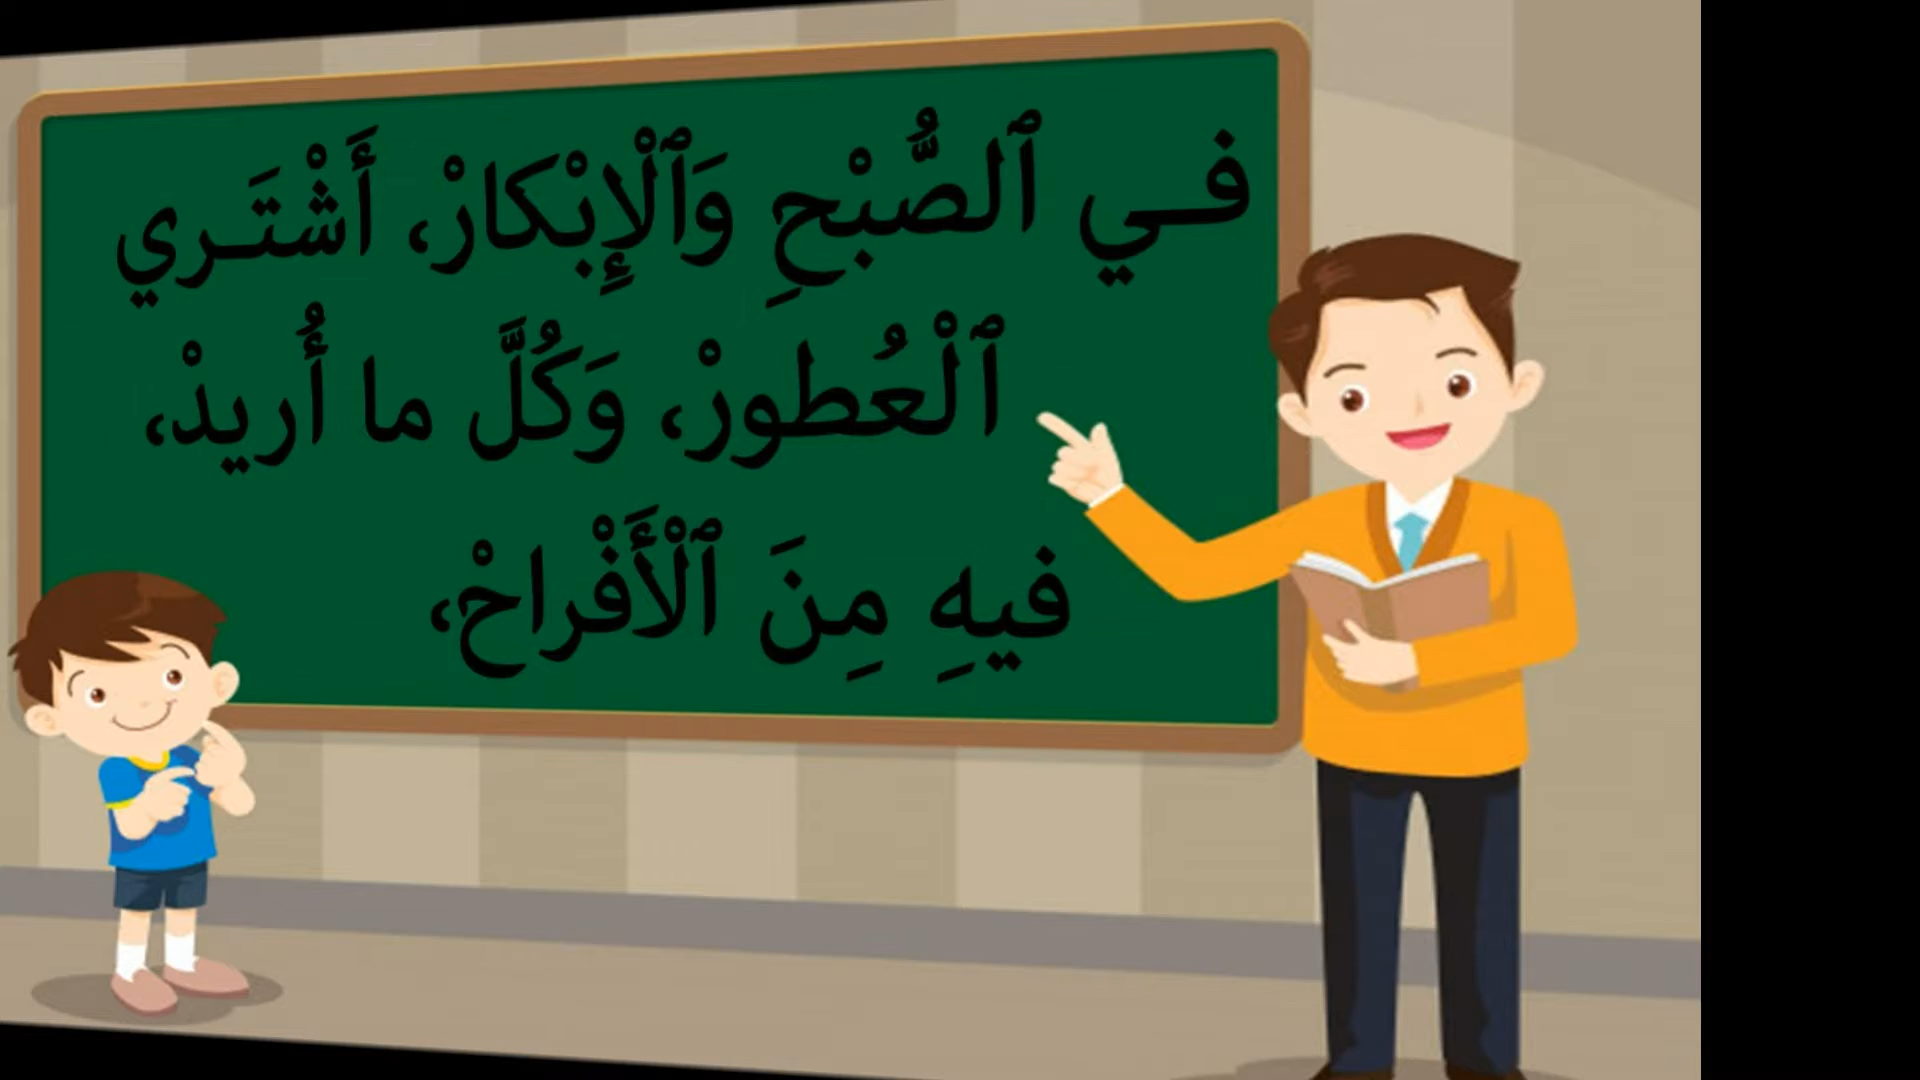 فـي ٱلصُّبْحِ وَٱلْإِبْكارْ، أَشْتَـري
ٱلْعُطورْ، وَكُلَّ ما أُريدْ،
فيهِ مِنَ ٱلْأَفْراحْ،